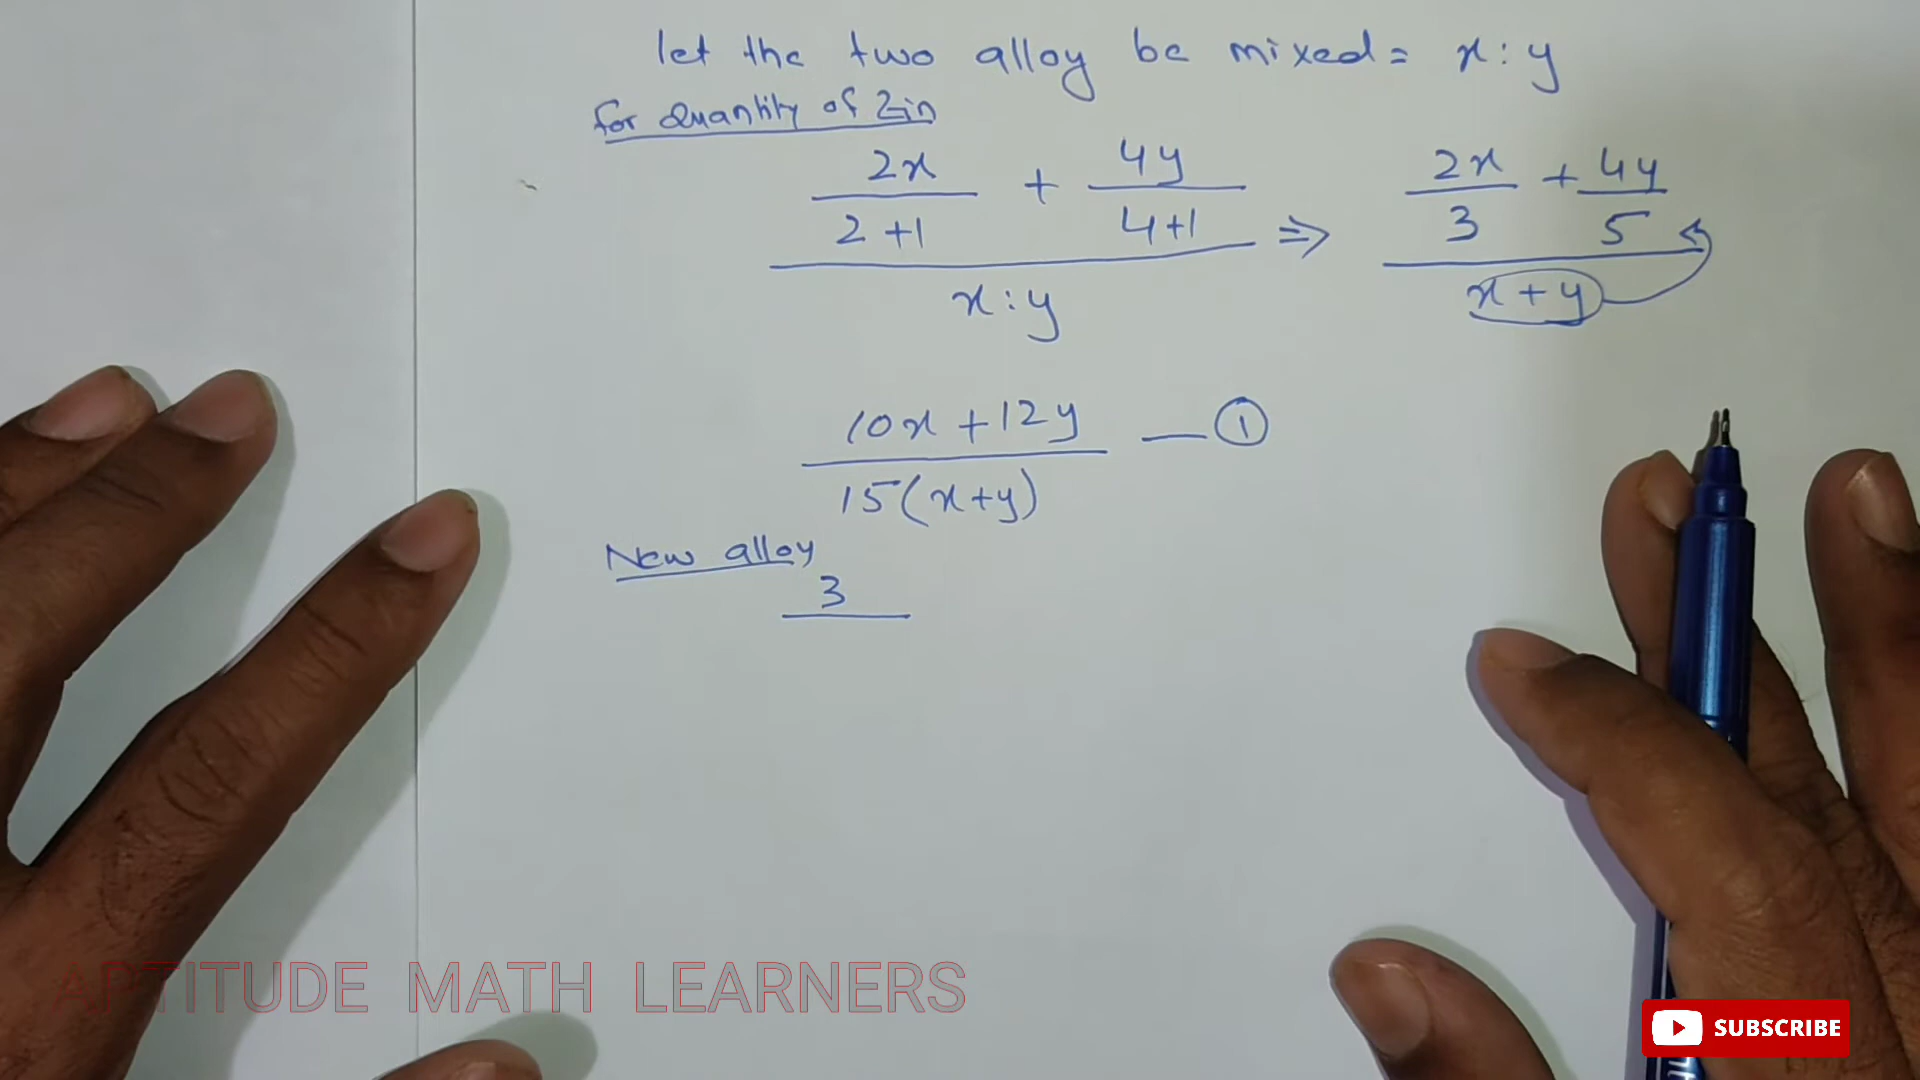 let the two alloy be mixed = x : y
for Quantity of Zin
2x/2+1 + 4y/4+1 ⇒ 2x/3 + 4y/5
x : y
x + y
10x + 12y — ①
15(x+y)
New alloy
3
APTITUDE MATH LEARNERS
SUBSCRIBE